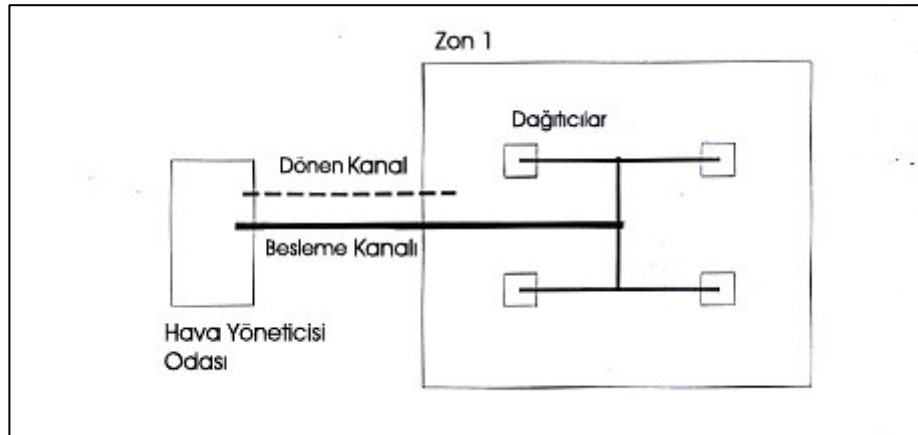 Zon 1
Dağıtıcılar
Dönen Kanal
Besleme Kanalı
Hava Yöneticisi
Odası